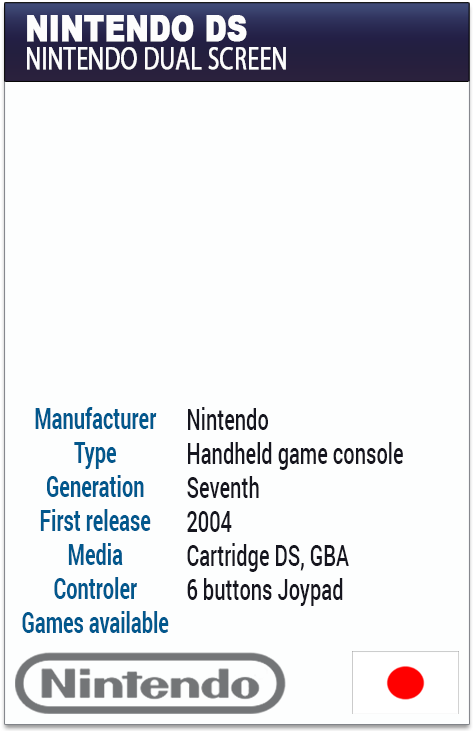 NINTENDO DS
NINTENDO DUAL SCREEN
Manufacturer Nintendo
Type Handheld game console
Generation Seventh
First release 2004
Media Cartridge DS, GBA
Controler 6 buttons Joypad
Games available
Nintendo